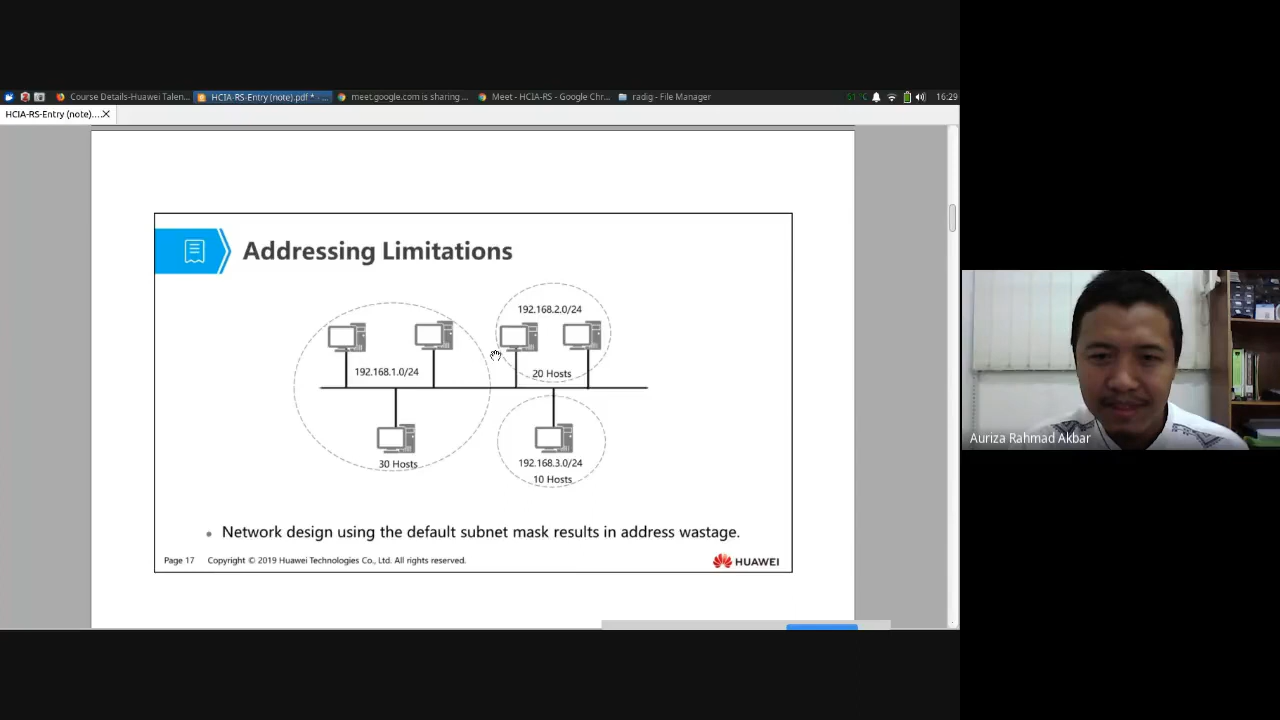 Course Details-Huawei Talen...
HCIA-RS-Entry (note).pdf * - ...
meet.google.com is sharing ...
Meet - HCIA-RS - Google Chr...
radig - File Manager
51°C
16:29
HCIA-RS-Entry (note)....
Addressing Limitations
192.168.2.0/24
192.168.1.0/24
20 Hosts
30 Hosts
192.168.3.0/24
10 Hosts
• Network design using the default subnet mask results in address wastage.
Page 17 Copyright © 2019 Huawei Technologies Co., Ltd. All rights reserved.
HUAWEI
Auriza Rahmad Akbar